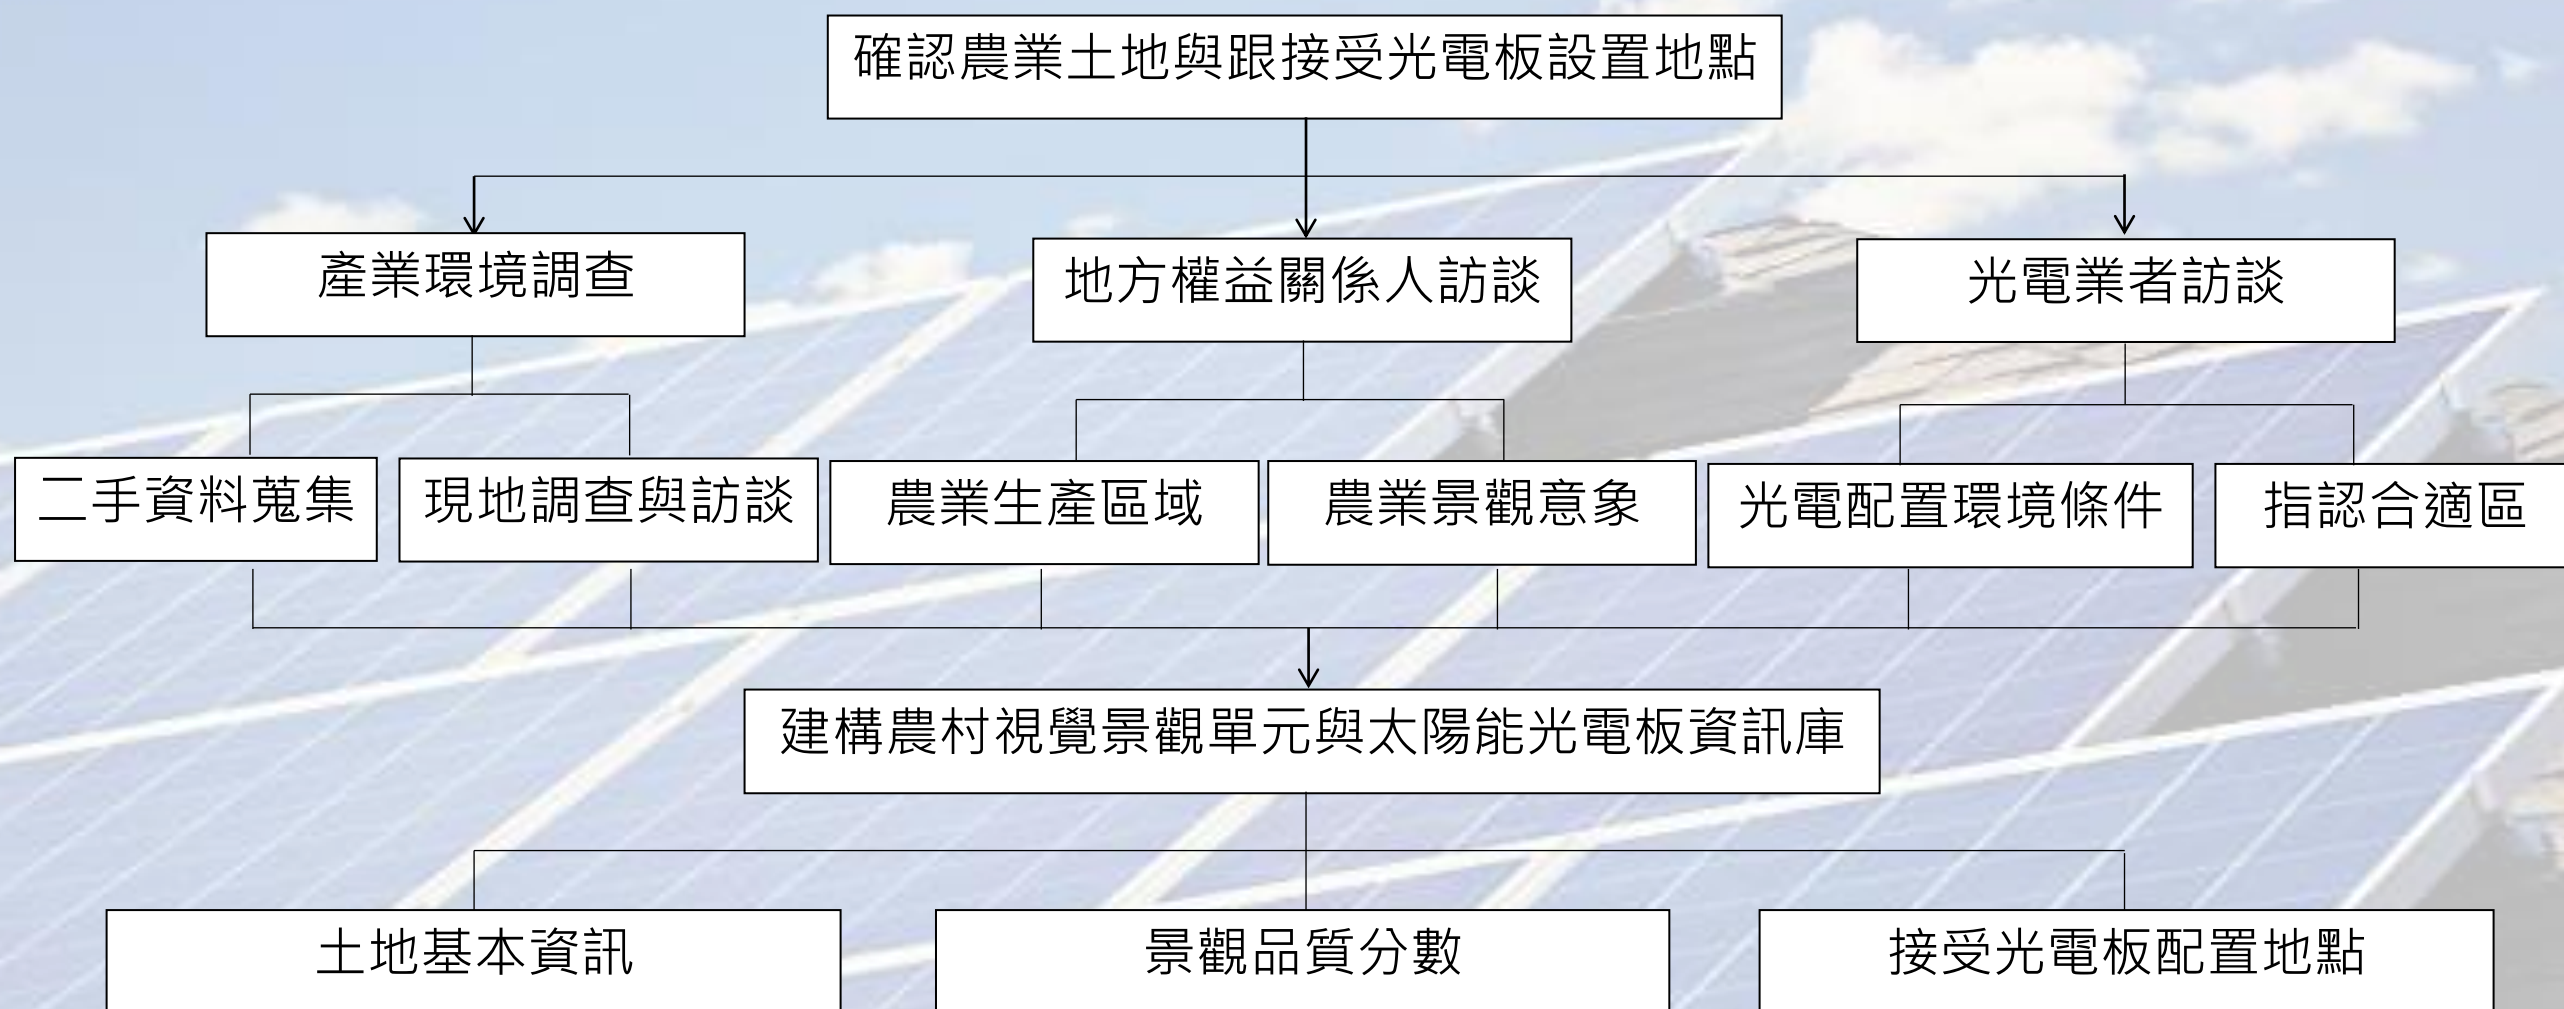 確認農業土地與跟接受光電板設置地點
產業環境調查
地方權益關係人訪談
光電業者訪談
二手資料蒐集
現地調查與訪談
農業生產區域
農業景觀意象
光電配置環境條件
指認合適區
建構農村視覺景觀單元與太陽能光電板資訊庫
土地基本資訊
景觀品質分數
接受光電板配置地點